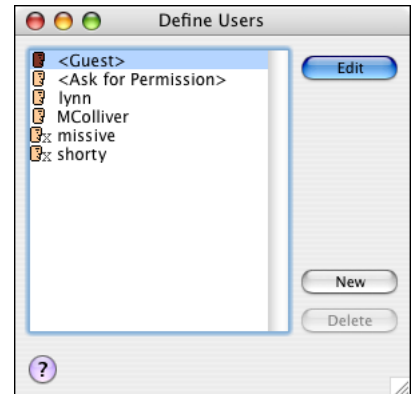 Define Users
<Guest>
<Ask for Permission>
lynn
MColliver
x missive
x shorty
Edit
New
Delete
?